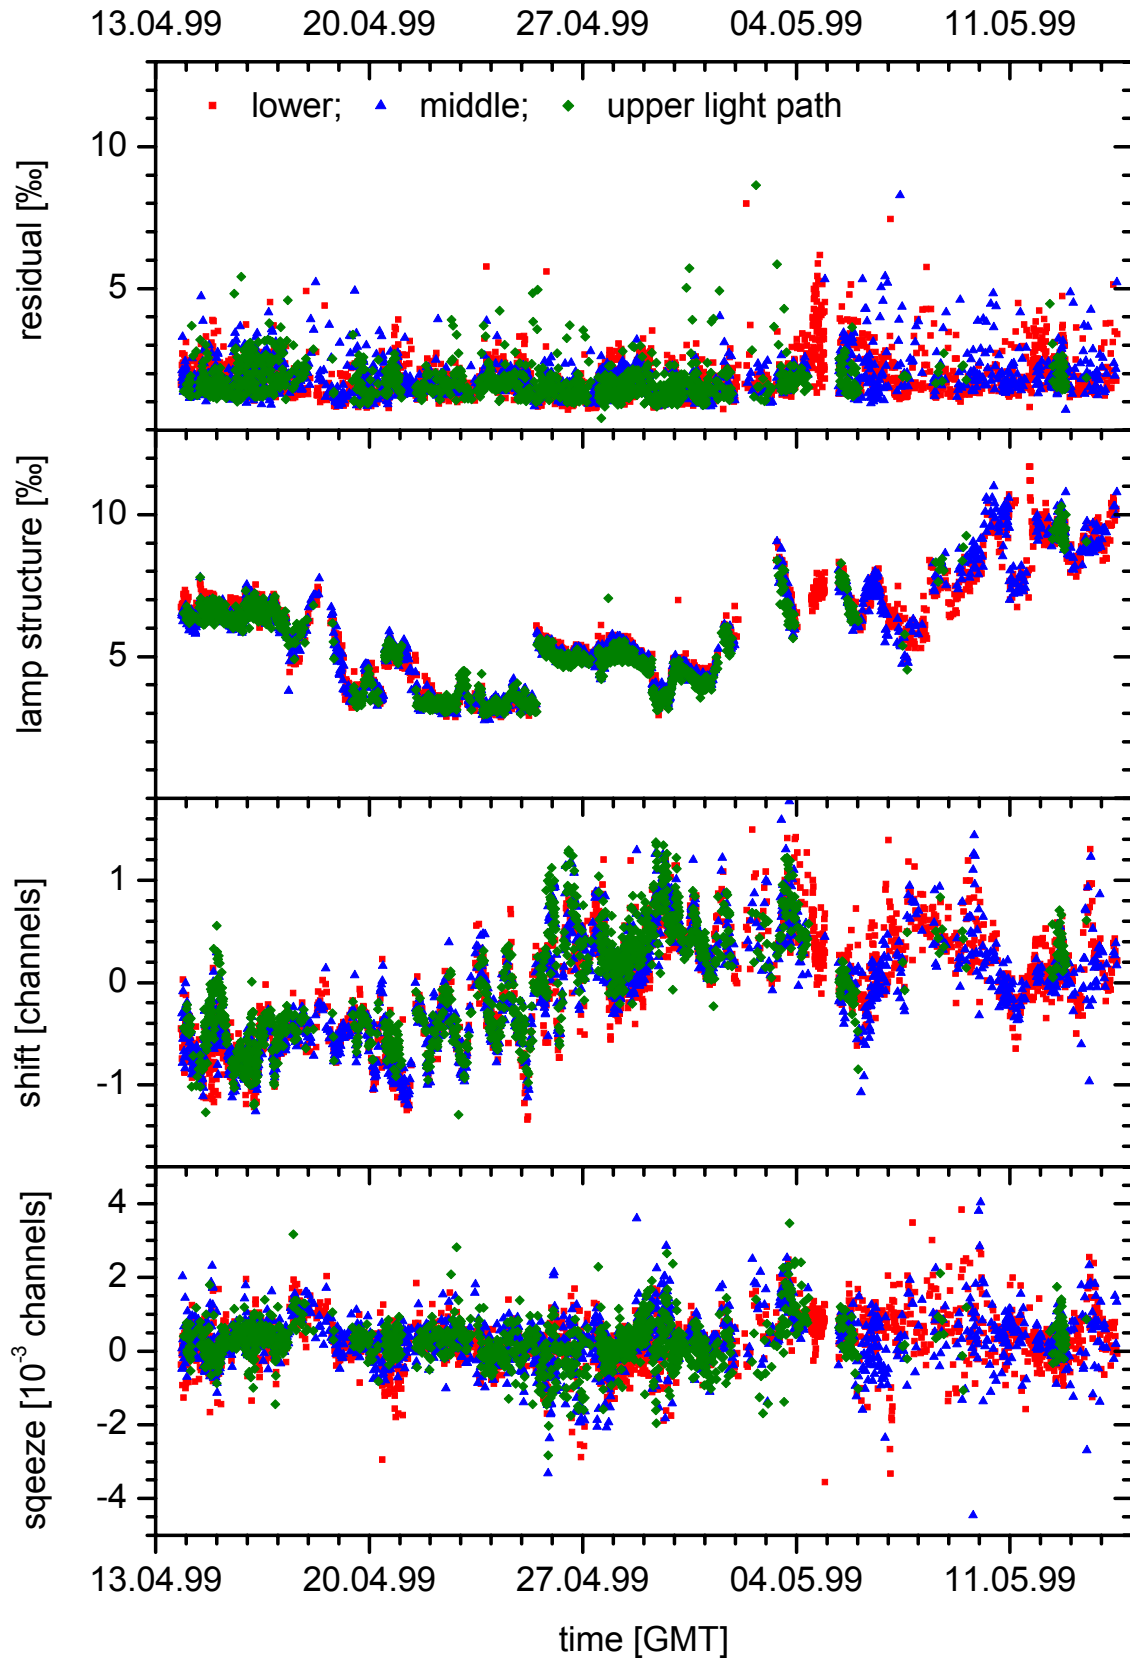 13.04.99 20.04.99 27.04.99 04.05.99 11.05.99
lower; middle; upper light path
residual [‰]
10
5
lamp structure [‰]
10
5
shift [channels]
1
0
-1
sqeeze [10⁻³ channels]
4
2
0
-2
-4
13.04.99 20.04.99 27.04.99 04.05.99 11.05.99
time [GMT]